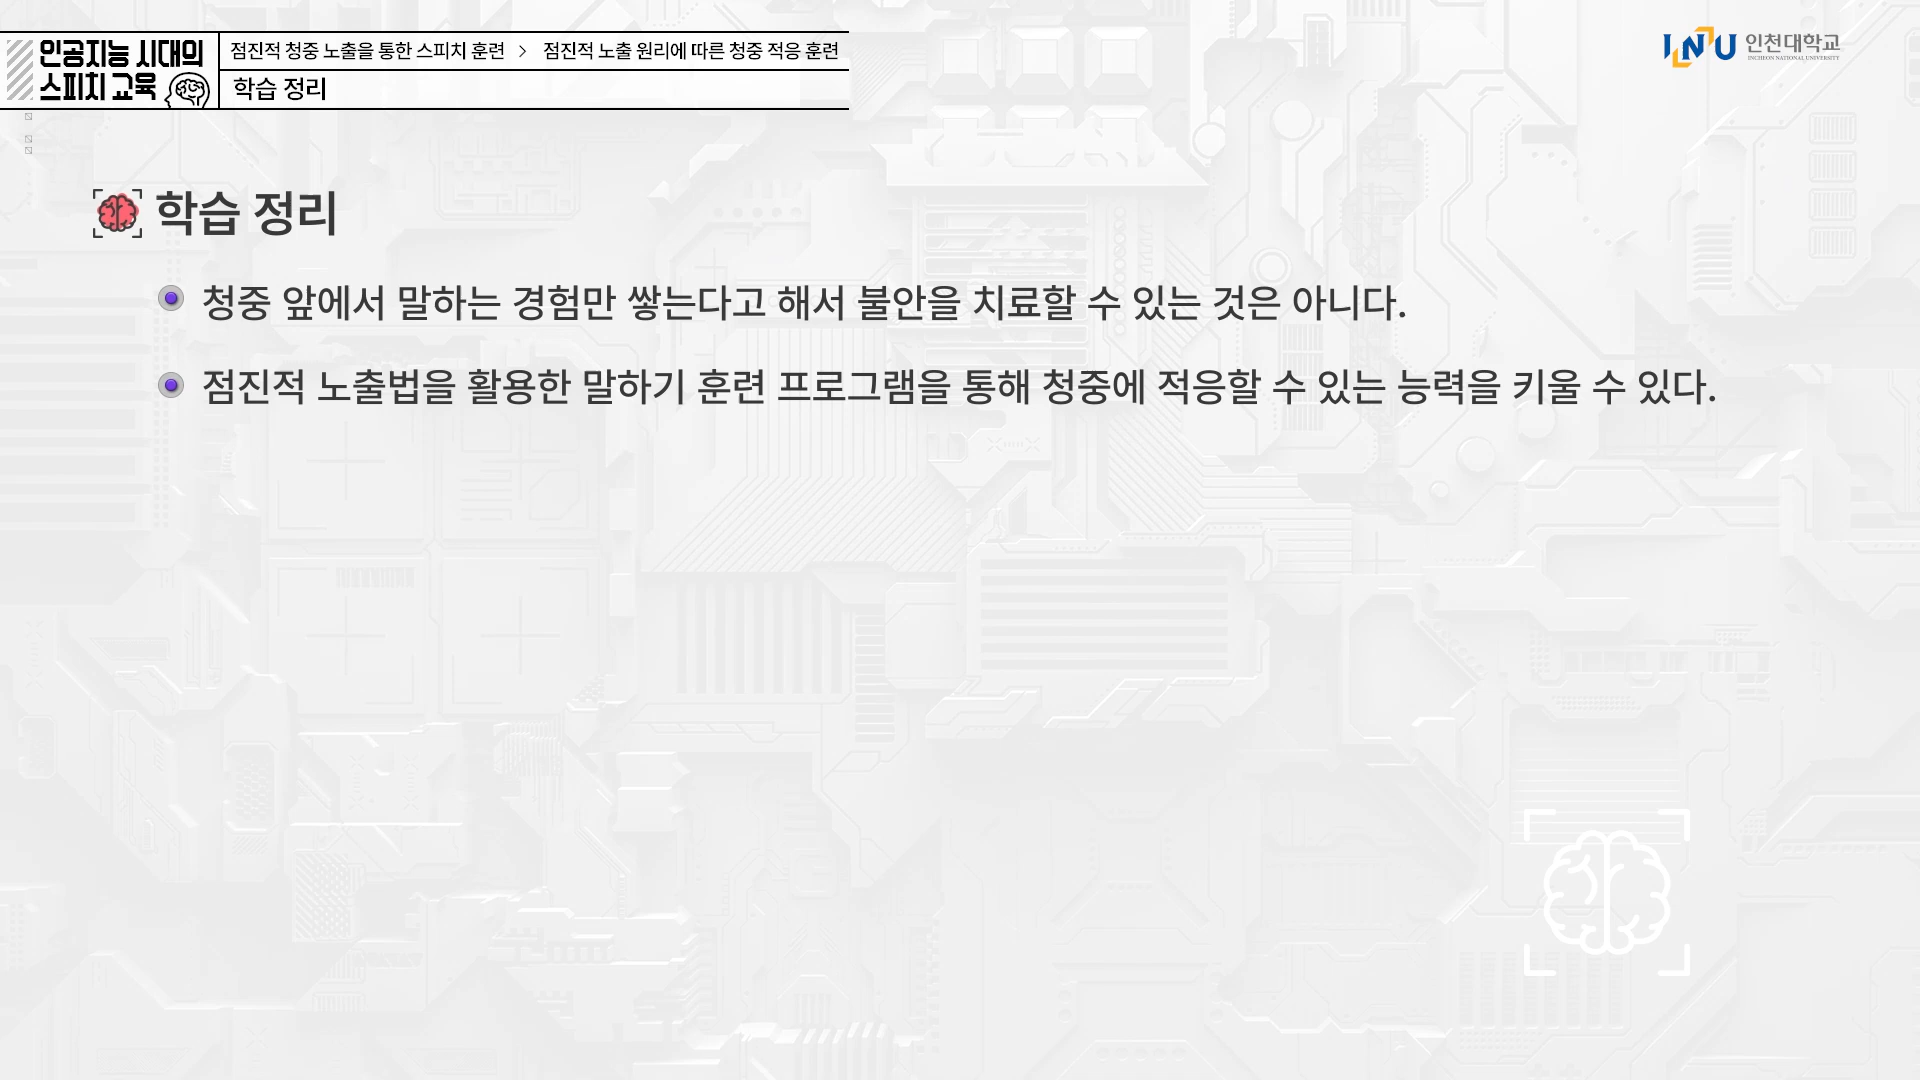 인공지능 시대의
스피치 교육
점진적 청중 노출을 통한 스피치 훈련 > 점진적 노출 원리에 따른 청중 적응 훈련
학습 정리
INU 인천대학교
INCHEON NATIONAL UNIVERSITY
학습 정리
청중 앞에서 말하는 경험만 쌓는다고 해서 불안을 치료할 수 있는 것은 아니다.
점진적 노출법을 활용한 말하기 훈련 프로그램을 통해 청중에 적응할 수 있는 능력을 키울 수 있다.